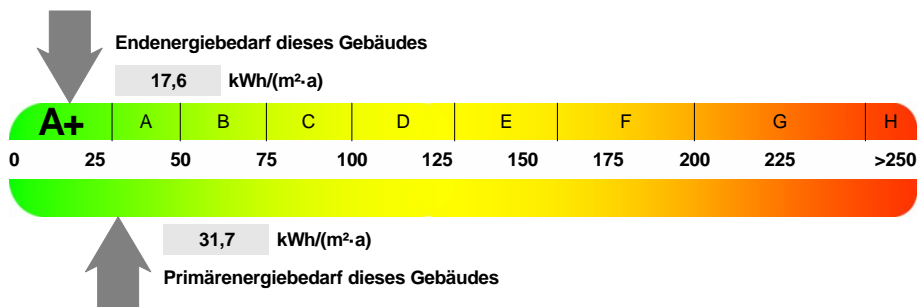 Endenergiebedarf dieses Gebäudes
17,6 kWh/(m²·a)
A+ A B C D E F G H
0 25 50 75 100 125 150 175 200 225 >250
31,7 kWh/(m²·a)
Primärenergiebedarf dieses Gebäudes